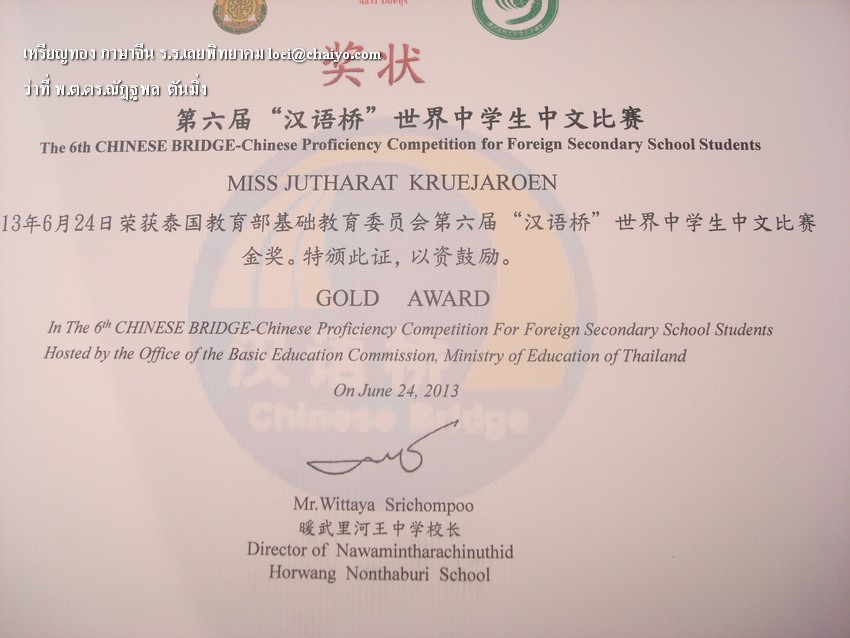 เหรียญทอง ภาษาจีน ร.ร.เลยพิทยาคม loei@chaiyo.com
ว่าที่ พ.ต.ดร.ณัฏฐพล ตันมิ่ง
奖状
第六届“汉语桥”世界中学生中文比赛
The 6th CHINESE BRIDGE-Chinese Proficiency Competition for Foreign Secondary School Students
MISS JUTHARAT KRUEJAROEN
13年6月24日荣获泰国教育部基础教育委员会第六届“汉语桥”世界中学生中文比赛
金奖。特颁此证，以资鼓励。
GOLD AWARD
In The 6th CHINESE BRIDGE-Chinese Proficiency Competition For Foreign Secondary School Students
Hosted by the Office of the Basic Education Commission, Ministry of Education of Thailand
汉语桥
On June 24, 2013
Chinese Bridge
Mr.Wittaya Srichompoo
暖武里河王中学校长
Director of Nawamintharachinuthid
Horwang Nonthaburi School